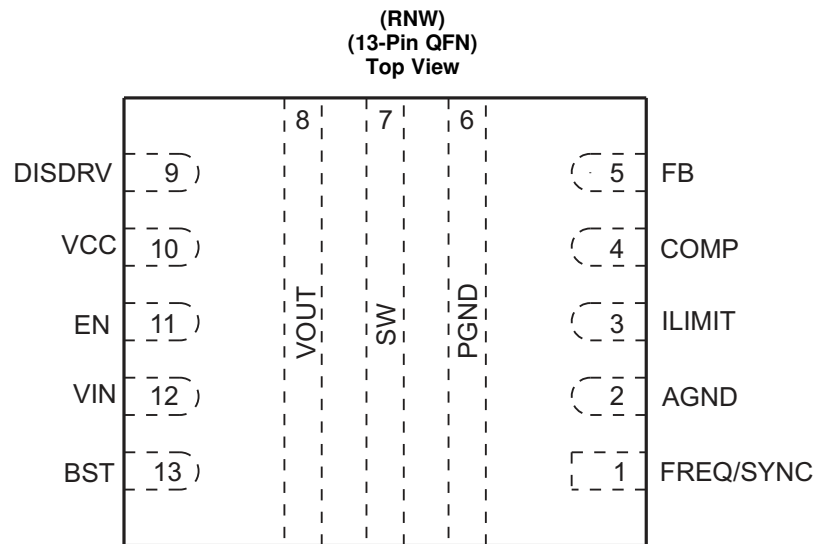 (RNW)
(13-Pin QFN)
Top View
8 7 6
DISDRV 9 5 FB
VCC 10 4 COMP
EN 11 3 ILIMIT
VOUT SW PGND
VIN 12 2 AGND
BST 13 1 FREQ/SYNC